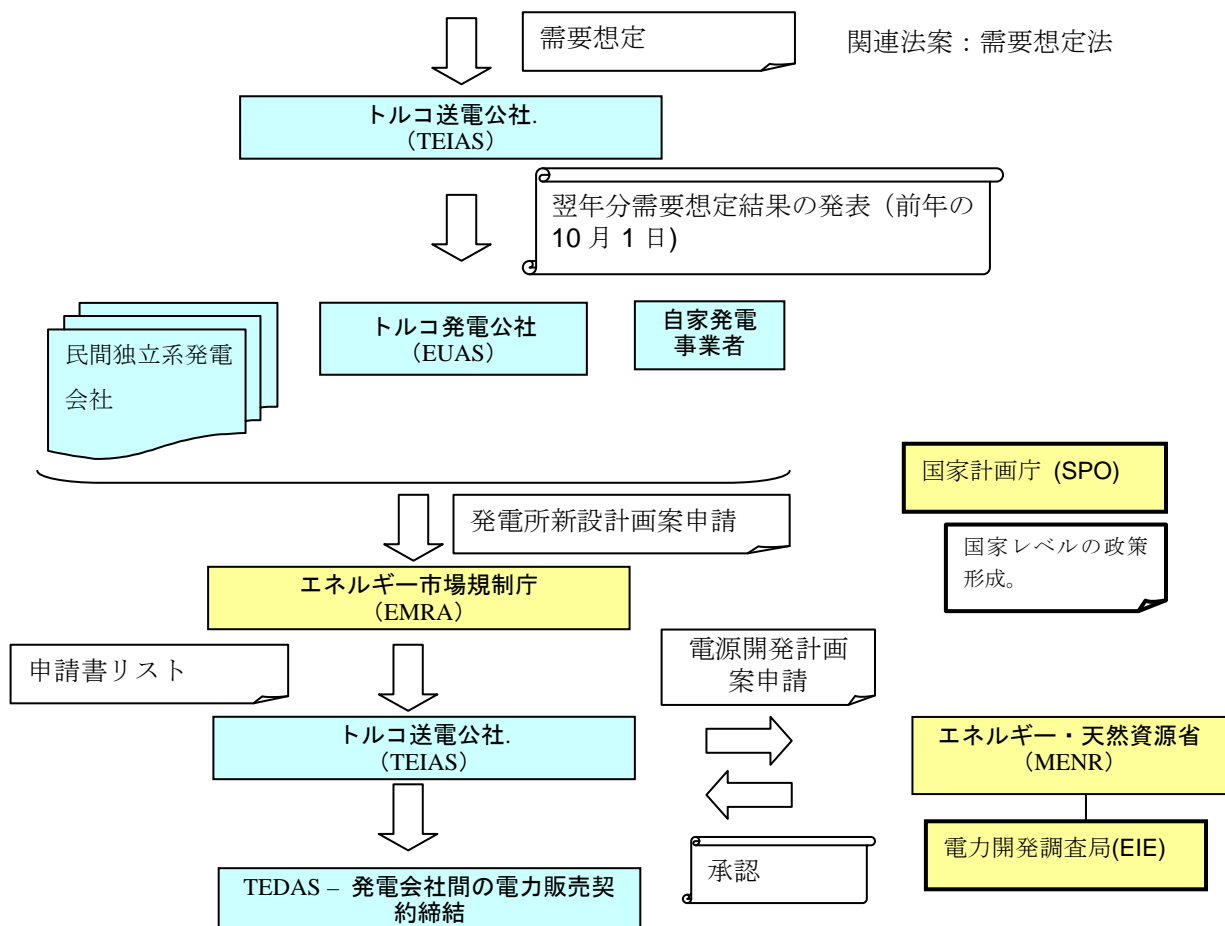 需要想定
関連法案：需要想定法
トルコ送電公社.
（TEIAS）
翌年分需要想定結果の発表（前年の
10 月 1 日)
民間独立系発電
会社
トルコ発電公社
（EUAS）
自家発電
事業者
国家計画庁 (SPO)
発電所新設計画案申請
国家レベルの政策
形成。
エネルギー市場規制庁
（EMRA）
申請書リスト
電源開発計画
案申請
トルコ送電公社.
（TEIAS）
エネルギー・天然資源省
（MENR）
承認
電力開発調査局(EIE)
TEDAS – 発電会社間の電力販売契
約締結